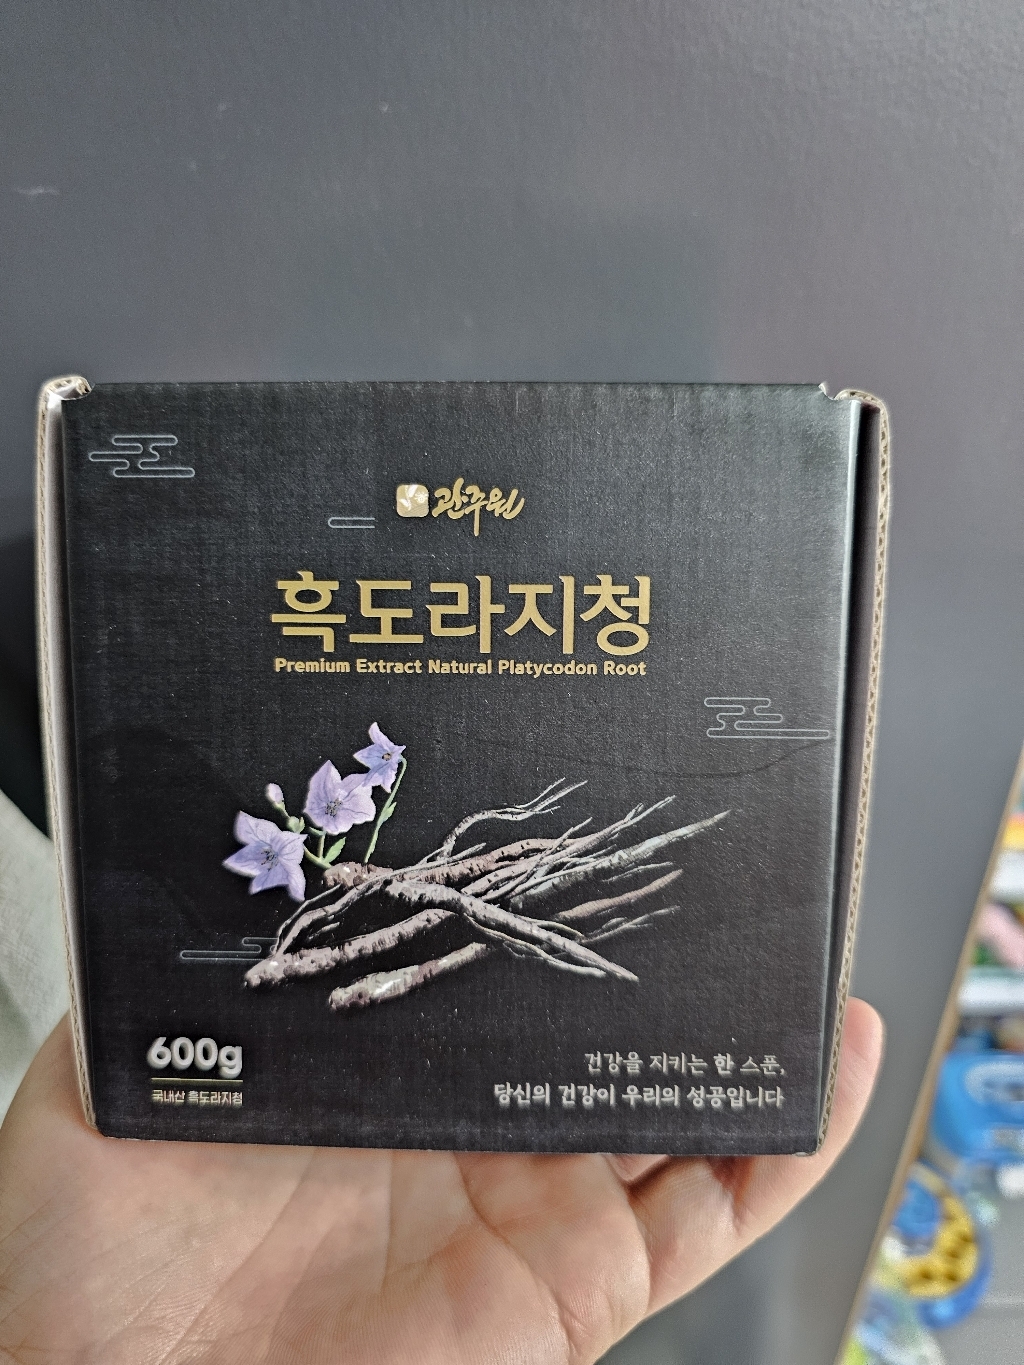 관주원
흑도라지청
Premium Extract Natural Platycodon Root
600g
국내산 흑도라지청
건강을 지키는 한 스푼,
당신의 건강이 우리의 성공입니다